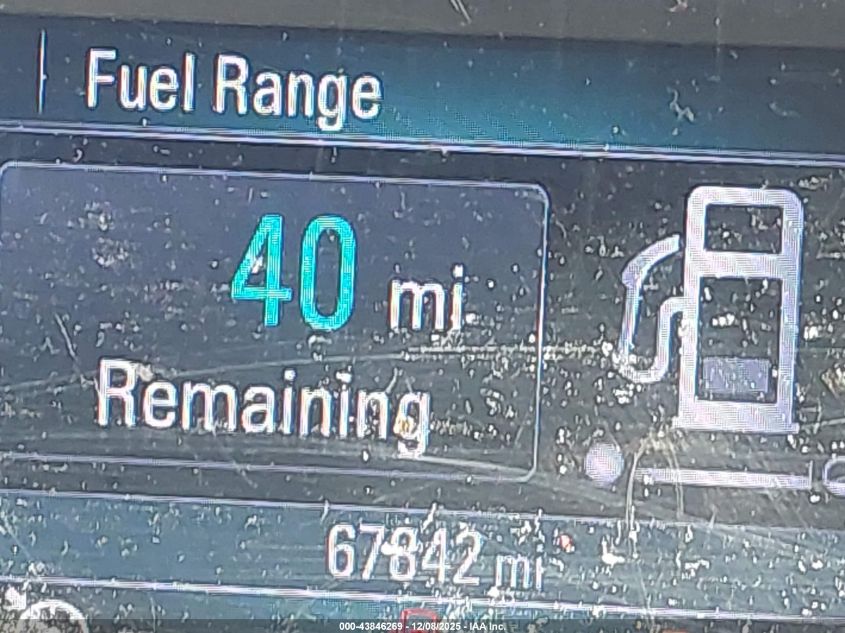 Fuel Range
40 mi
Remaining
67842 mi
000-43846269 - 12/08/2025 - IAA Inc.